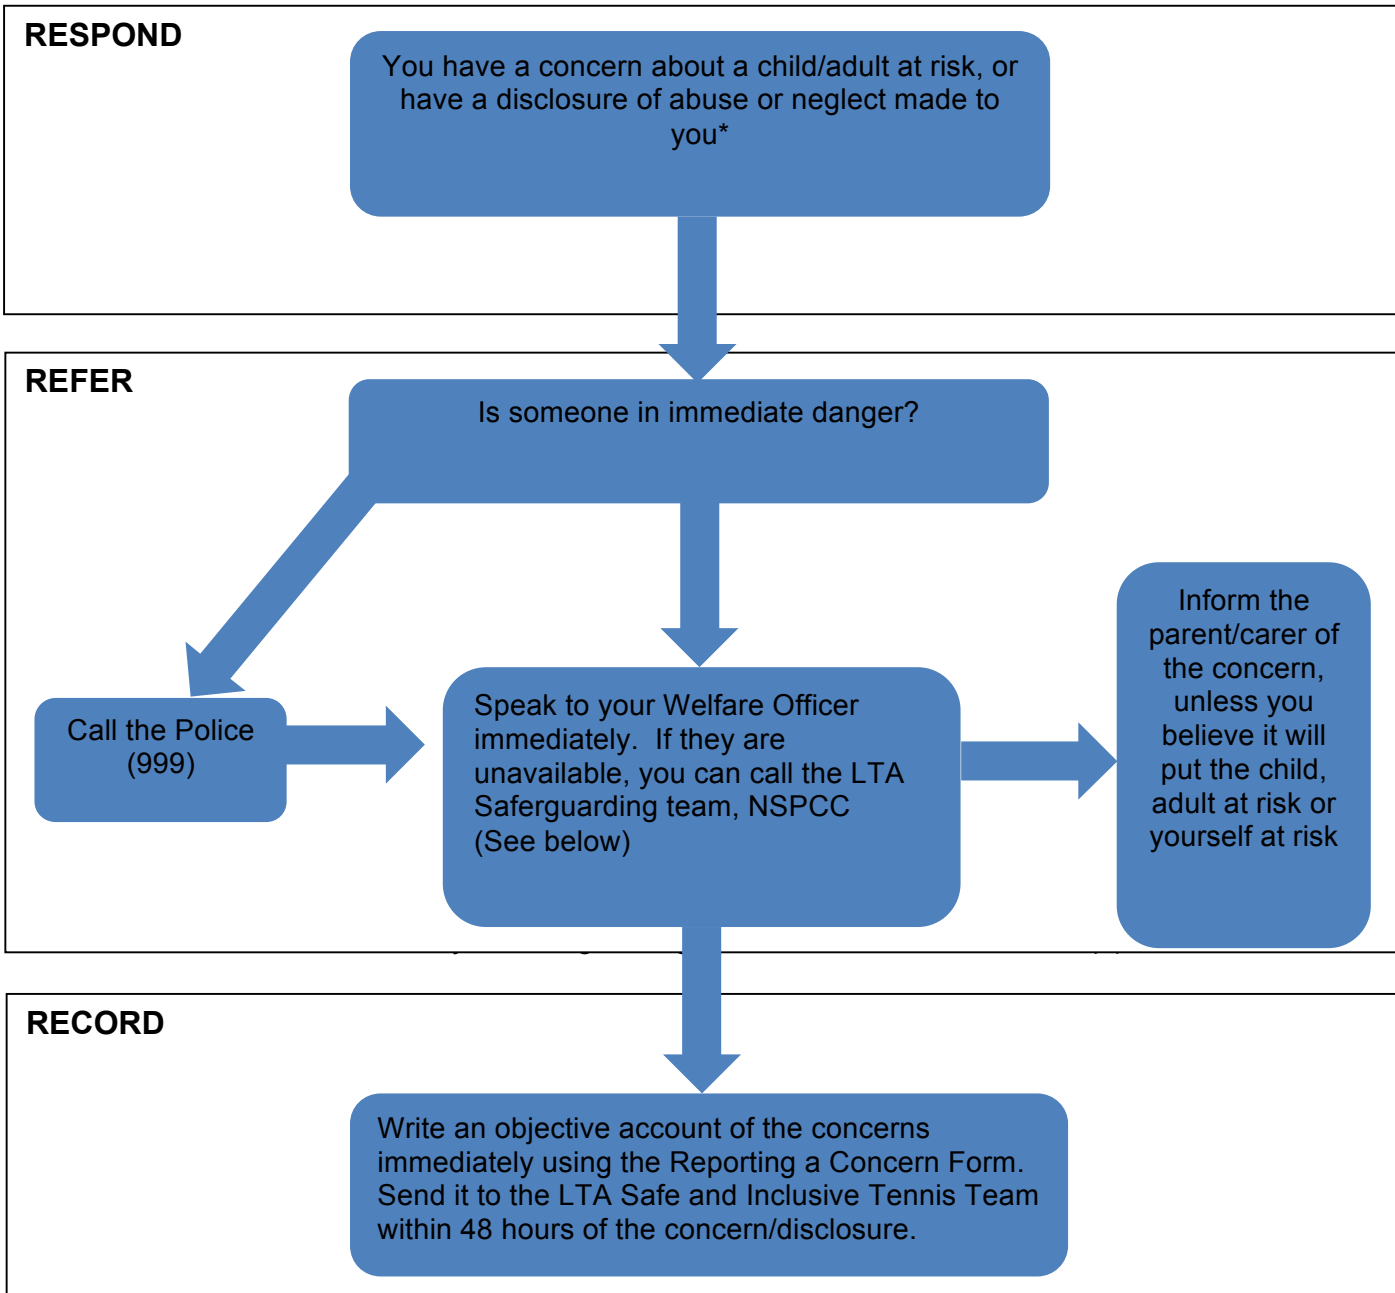 RESPOND
You have a concern about a child/adult at risk, or
have a disclosure of abuse or neglect made to
you*
REFER
Is someone in immediate danger?
Call the Police
(999)
Speak to your Welfare Officer
immediately.  If they are
unavailable, you can call the LTA
Saferguarding team, NSPCC
(See below)
Inform the
parent/carer of
the concern,
unless you
believe it will
put the child,
adult at risk or
yourself at risk
RECORD
Write an objective account of the concerns
immediately using the Reporting a Concern Form.
Send it to the LTA Safe and Inclusive Tennis Team
within 48 hours of the concern/disclosure.